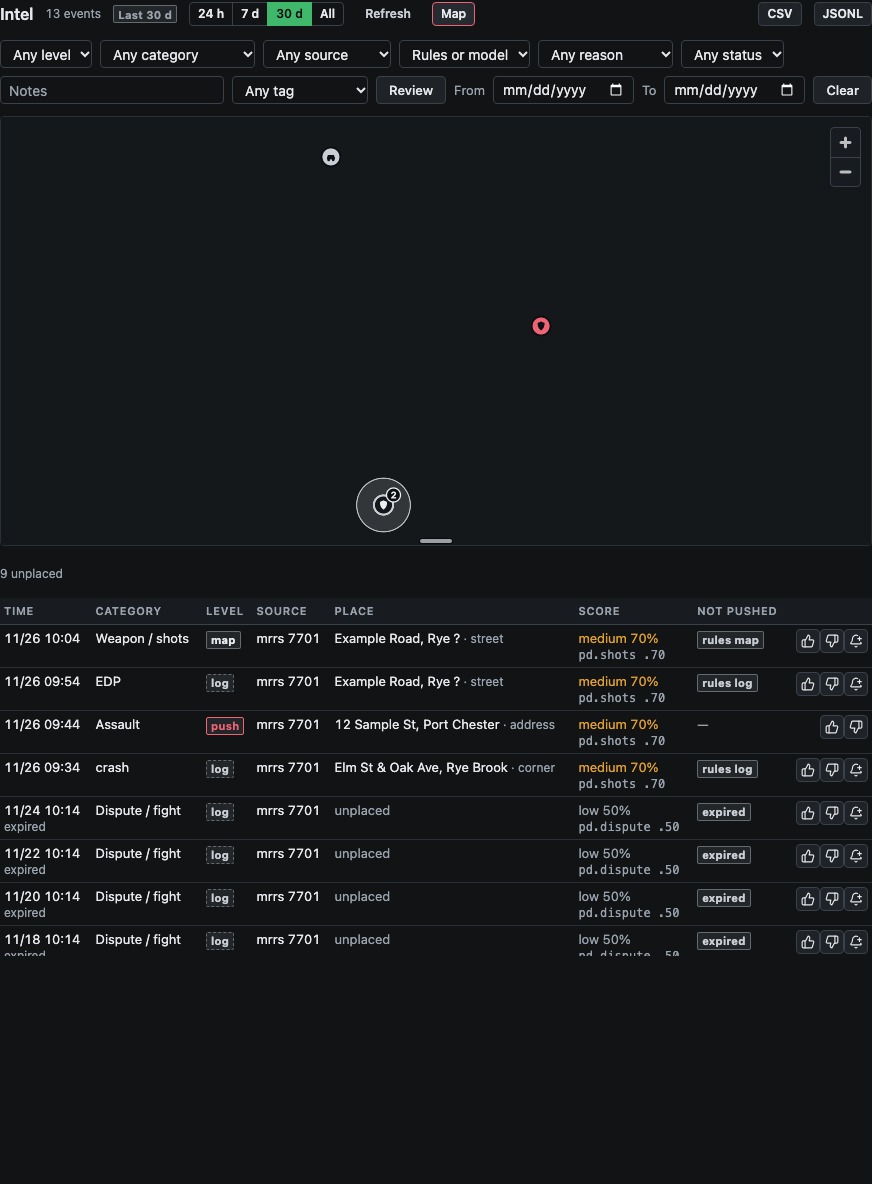 Intel 13 events Last 30 d 24 h 7 d 30 d All Refresh Map CSV JSONL
Any level Any category Any source Rules or model Any reason Any status
Notes Any tag Review From mm/dd/yyyy To mm/dd/yyyy Clear
+
−
2
9 unplaced
TIME CATEGORY LEVEL SOURCE PLACE SCORE NOT PUSHED
11/26 10:04 Weapon / shots map mrrs 7701 Example Road, Rye ? · street medium 70% rules map
pd.shots .70
11/26 09:54 EDP log mrrs 7701 Example Road, Rye ? · street medium 70% rules log
pd.shots .70
11/26 09:44 Assault push mrrs 7701 12 Sample St, Port Chester · address medium 70% —
pd.shots .70
11/26 09:34 crash log mrrs 7701 Elm St & Oak Ave, Rye Brook · corner medium 70% rules log
pd.shots .70
11/24 10:14 Dispute / fight log mrrs 7701 unplaced low 50% expired
expired pd.dispute .50
11/22 10:14 Dispute / fight log mrrs 7701 unplaced low 50% expired
expired pd.dispute .50
11/20 10:14 Dispute / fight log mrrs 7701 unplaced low 50% expired
expired pd.dispute .50
11/18 10:14 Dispute / fight log mrrs 7701 unplaced low 50% expired
expired pd.dispute .50